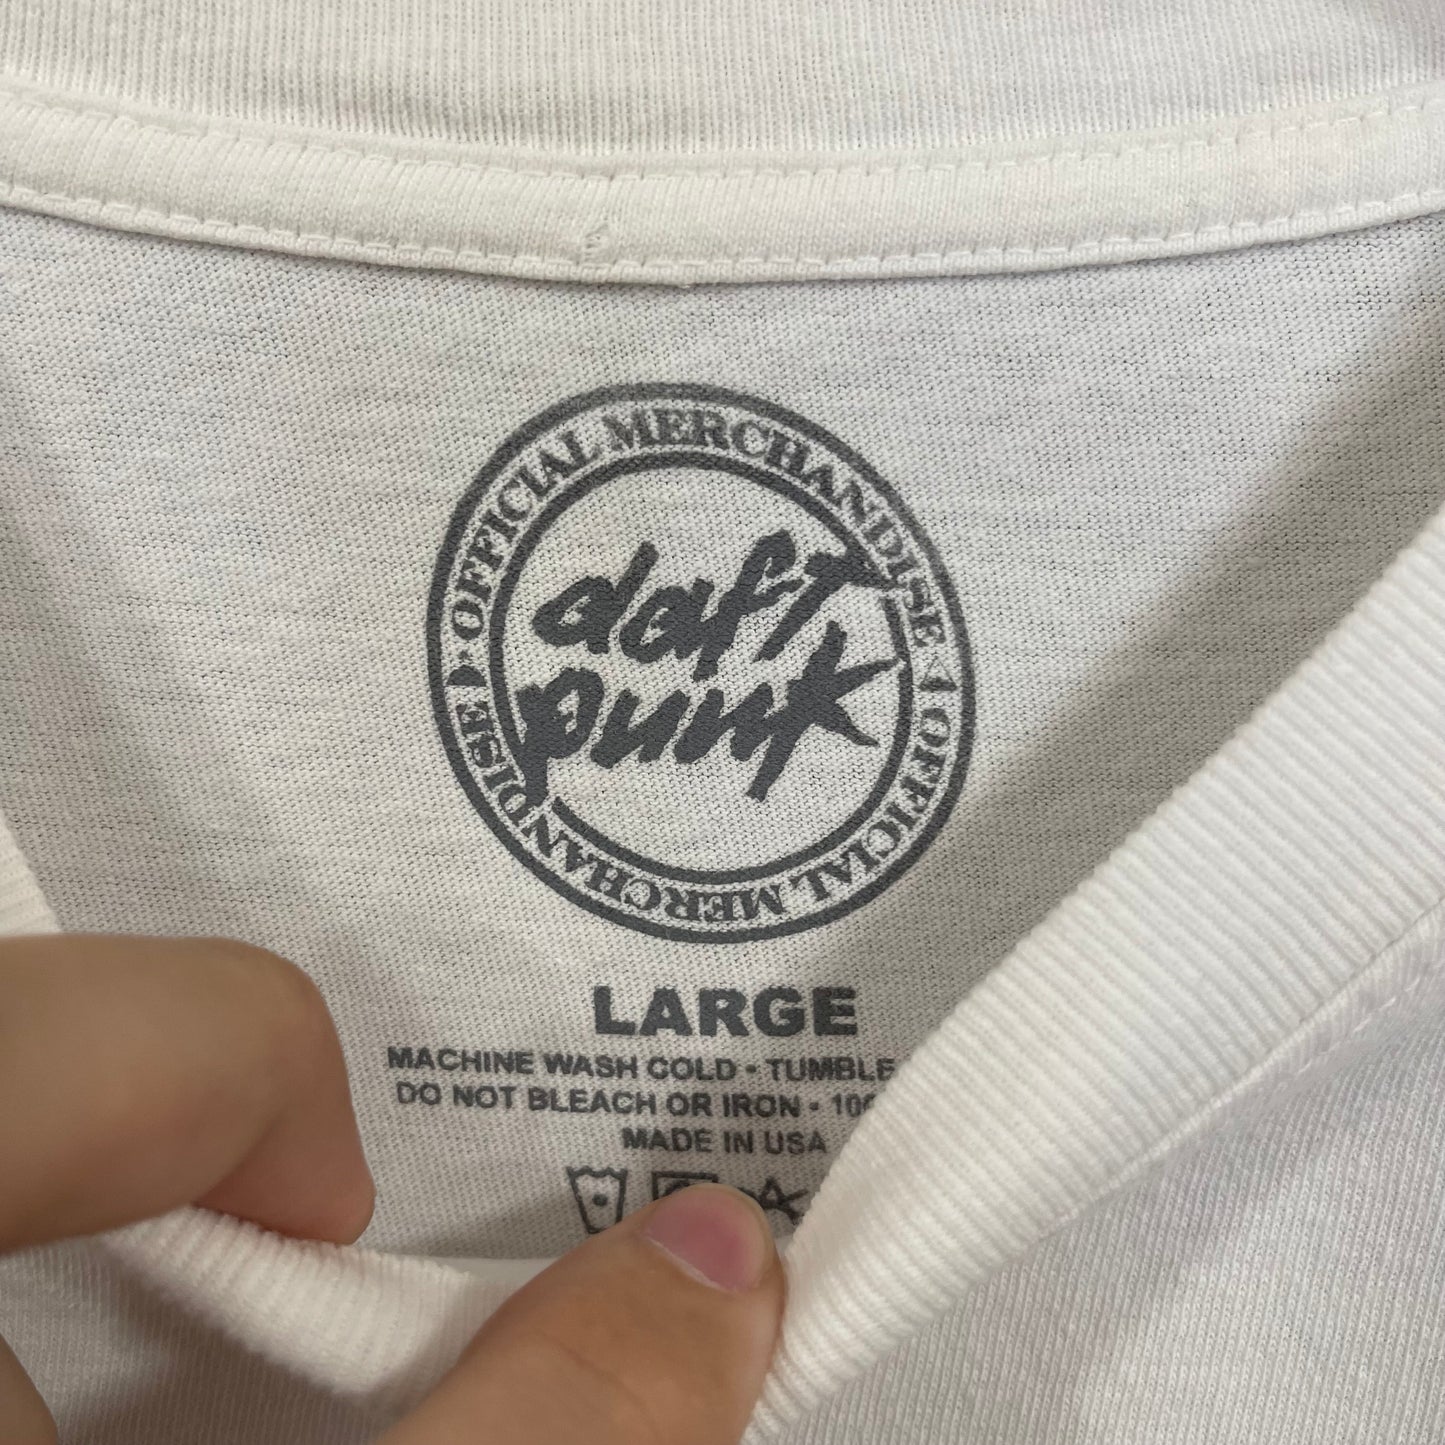 OFFICIAL MERCHANDISE
OFFICIAL MERCHANDISE
daft
punk
LARGE
MACHINE WASH COLD • TUMBLE
DO NOT BLEACH OR IRON •
MADE IN USA